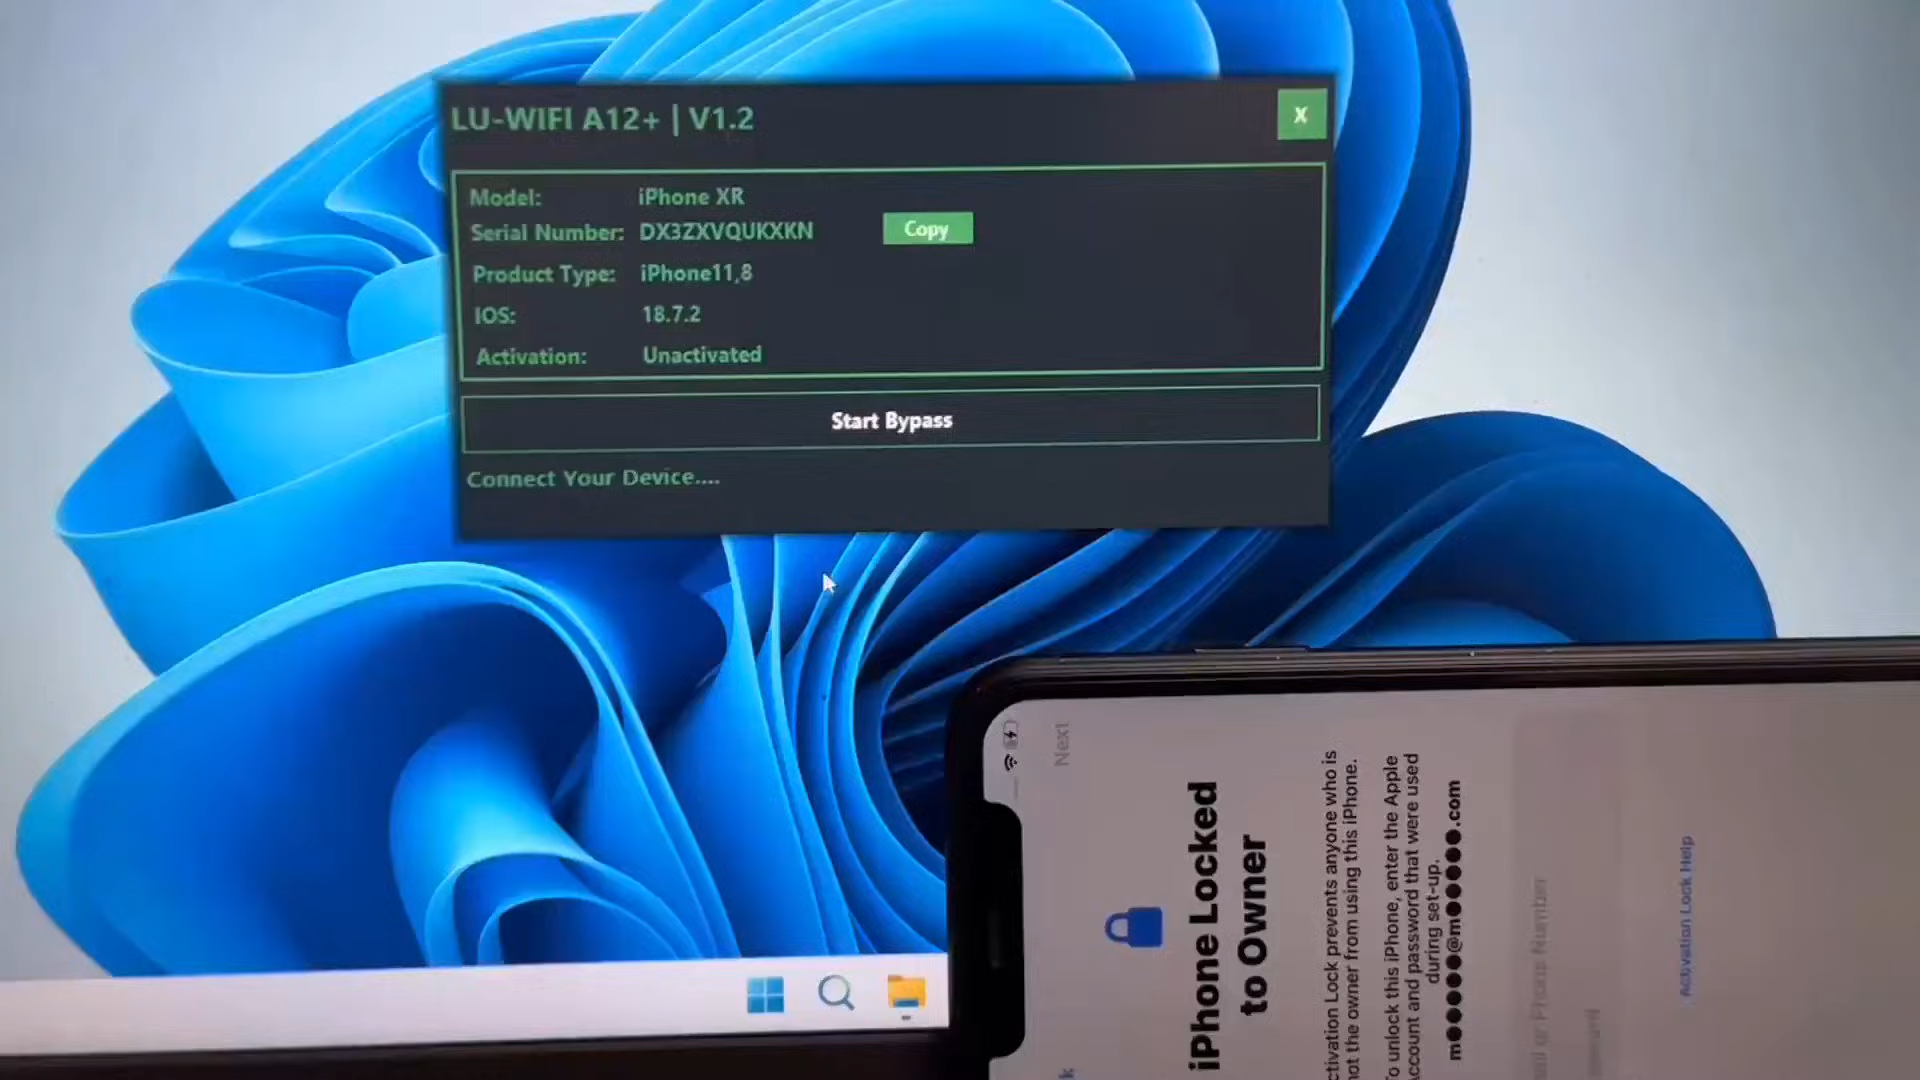 LU-WIFI A12+ | V1.2
X
Model: iPhone XR
Serial Number: DX3ZXVQUKXKN Copy
Product Type: iPhone11,8
IOS: 18.7.2
Activation: Unactivated
Start Bypass
Connect Your Device....
Next
iPhone Locked
to Owner
ctivation Lock prevents anyone who is
not the owner from using this iPhone.
To unlock this iPhone, enter the Apple
Account and password that were used
during set-up.
m●●●●●@m●●●●●.com
or Phone Number
Activation Lock Help